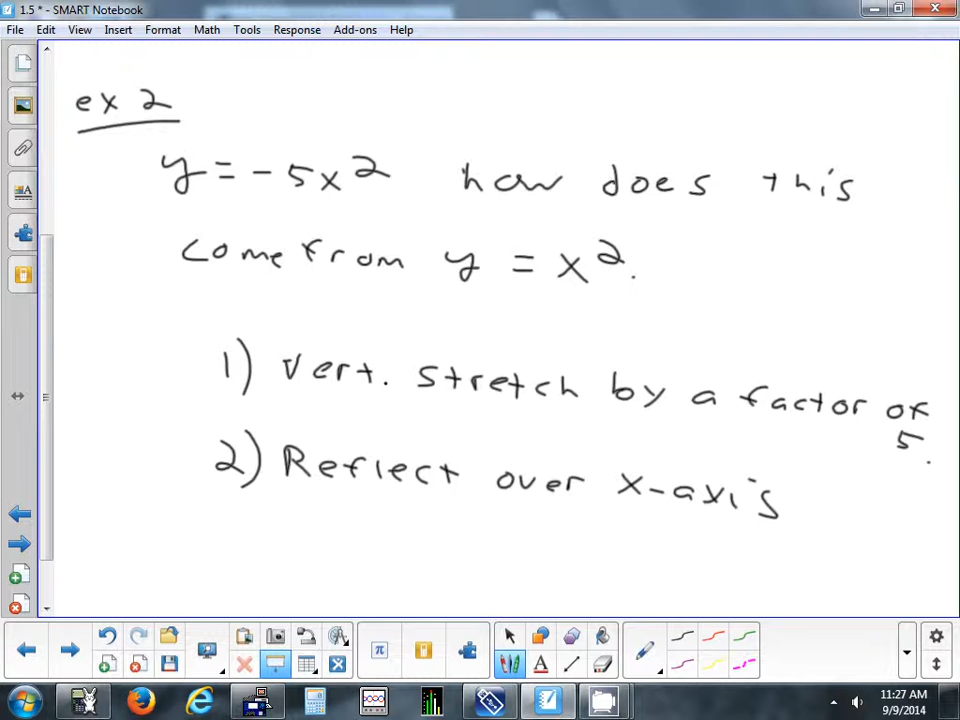 1.5 * - SMART Notebook
File Edit View Insert Format Math Tools Response Add-ons Help
ex 2
y = - 5x2 how does this
come from y = x2.
1) Vert. stretch by a factor of
5.
2) Reflect over x-axis
11:27 AM
9/9/2014